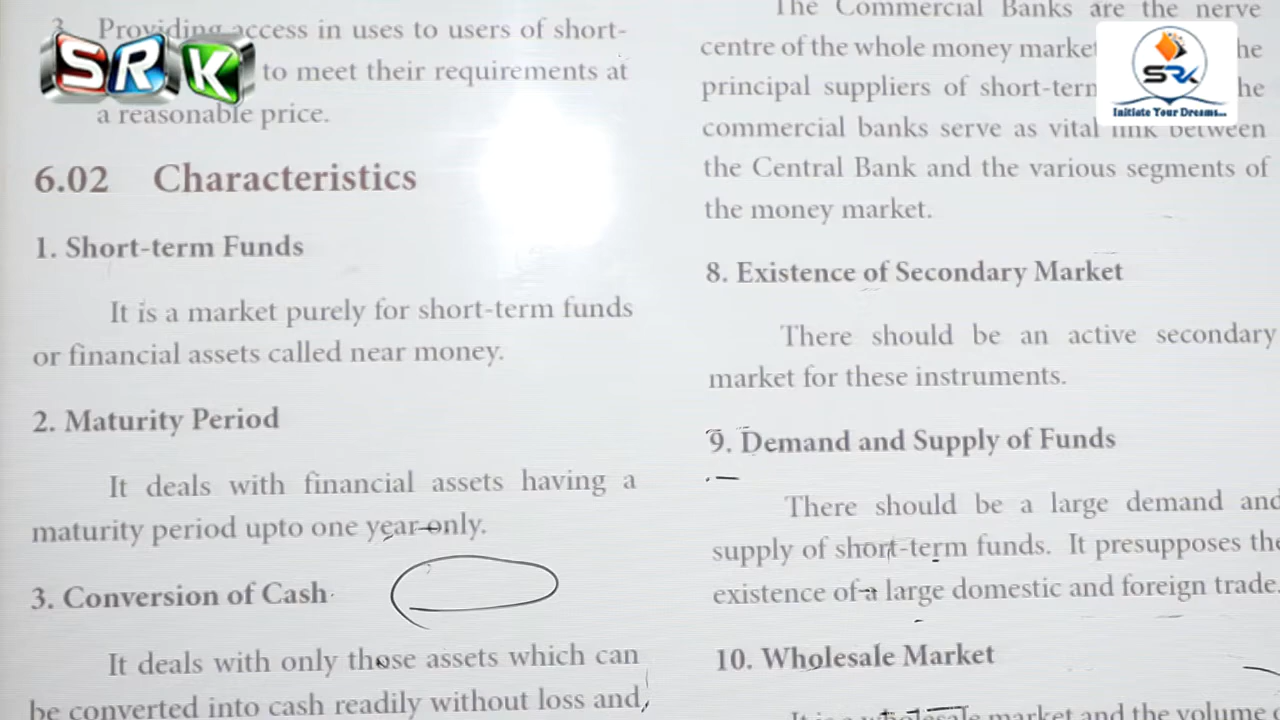 3. Providing access in uses to users of short-
to meet their requirements at
a reasonable price.
6.02 Characteristics
1. Short-term Funds
It is a market purely for short-term funds
or financial assets called near money.
2. Maturity Period
It deals with financial assets having a
maturity period upto one year only.
3. Conversion of Cash
It deals with only those assets which can
be converted into cash readily without loss and
The Commercial Banks are the nerve
centre of the whole money market
principal suppliers of short-term
commercial banks serve as vital link between
the Central Bank and the various segments of
the money market.
8. Existence of Secondary Market
There should be an active secondary
market for these instruments.
9. Demand and Supply of Funds
There should be a large demand and
supply of short-term funds. It presupposes the
existence of a large domestic and foreign trade.
10. Wholesale Market
It is a wholesale market and the volume
SRK
SRK
Initiate Your Dreams...